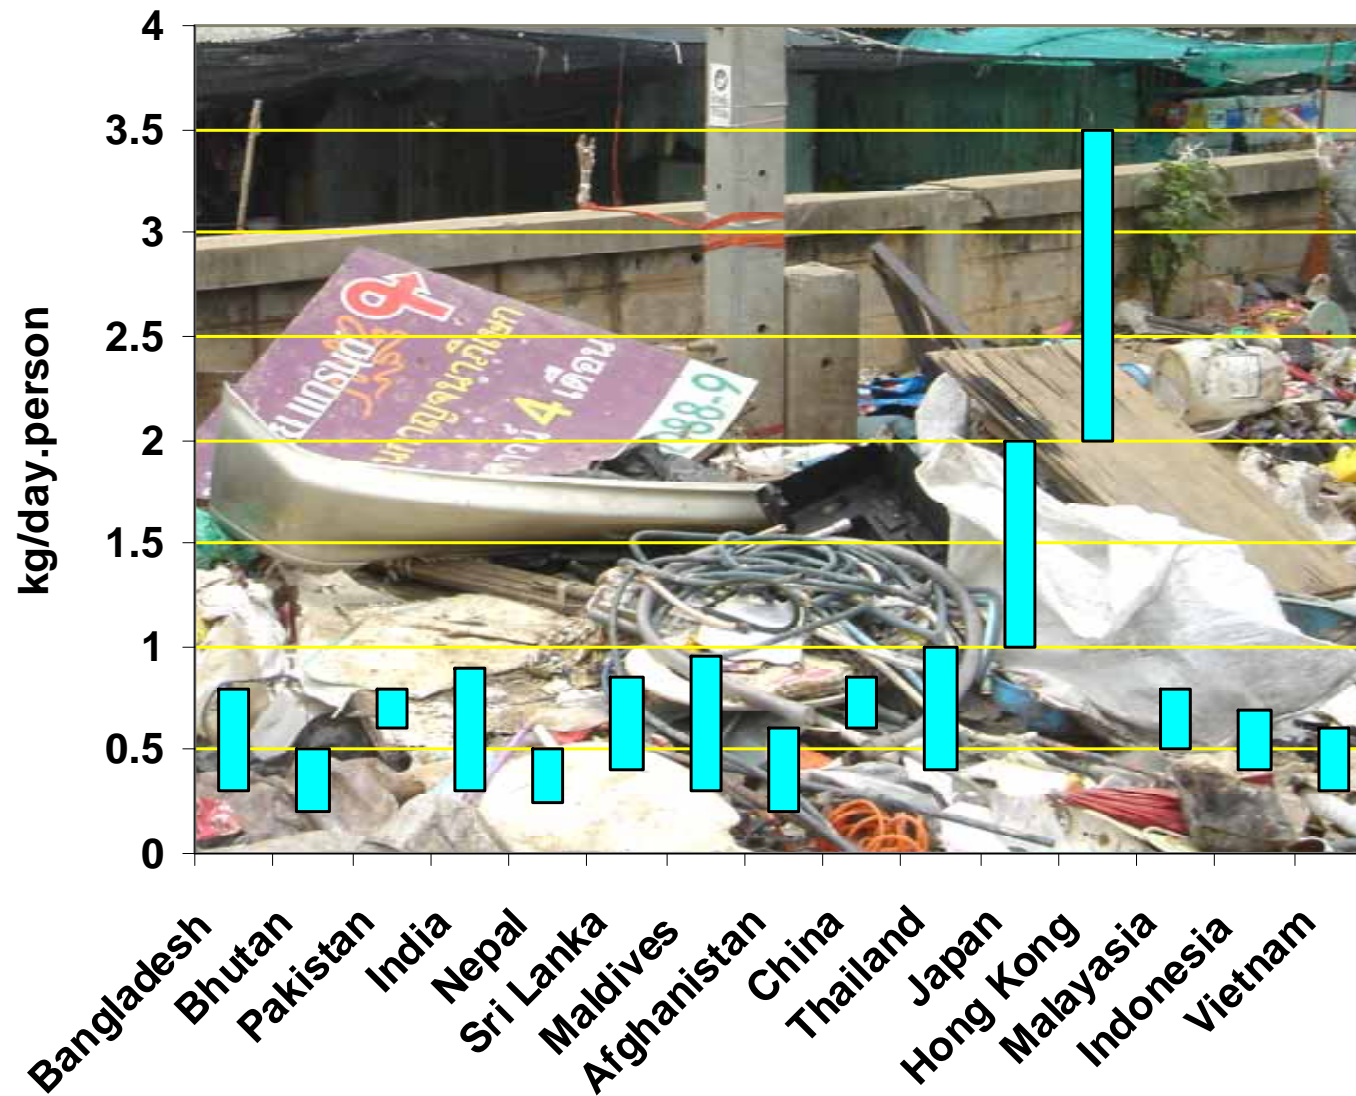 4
3.5
3
2.5
2
1.5
1
0.5
0
kg/day.person
4 เดือน
88-9
Bangladesh
Bhutan
Pakistan
India
Nepal
Sri Lanka
Maldives
Afghanistan
China
Thailand
Japan
Hong Kong
Malayasia
Indonesia
Vietnam